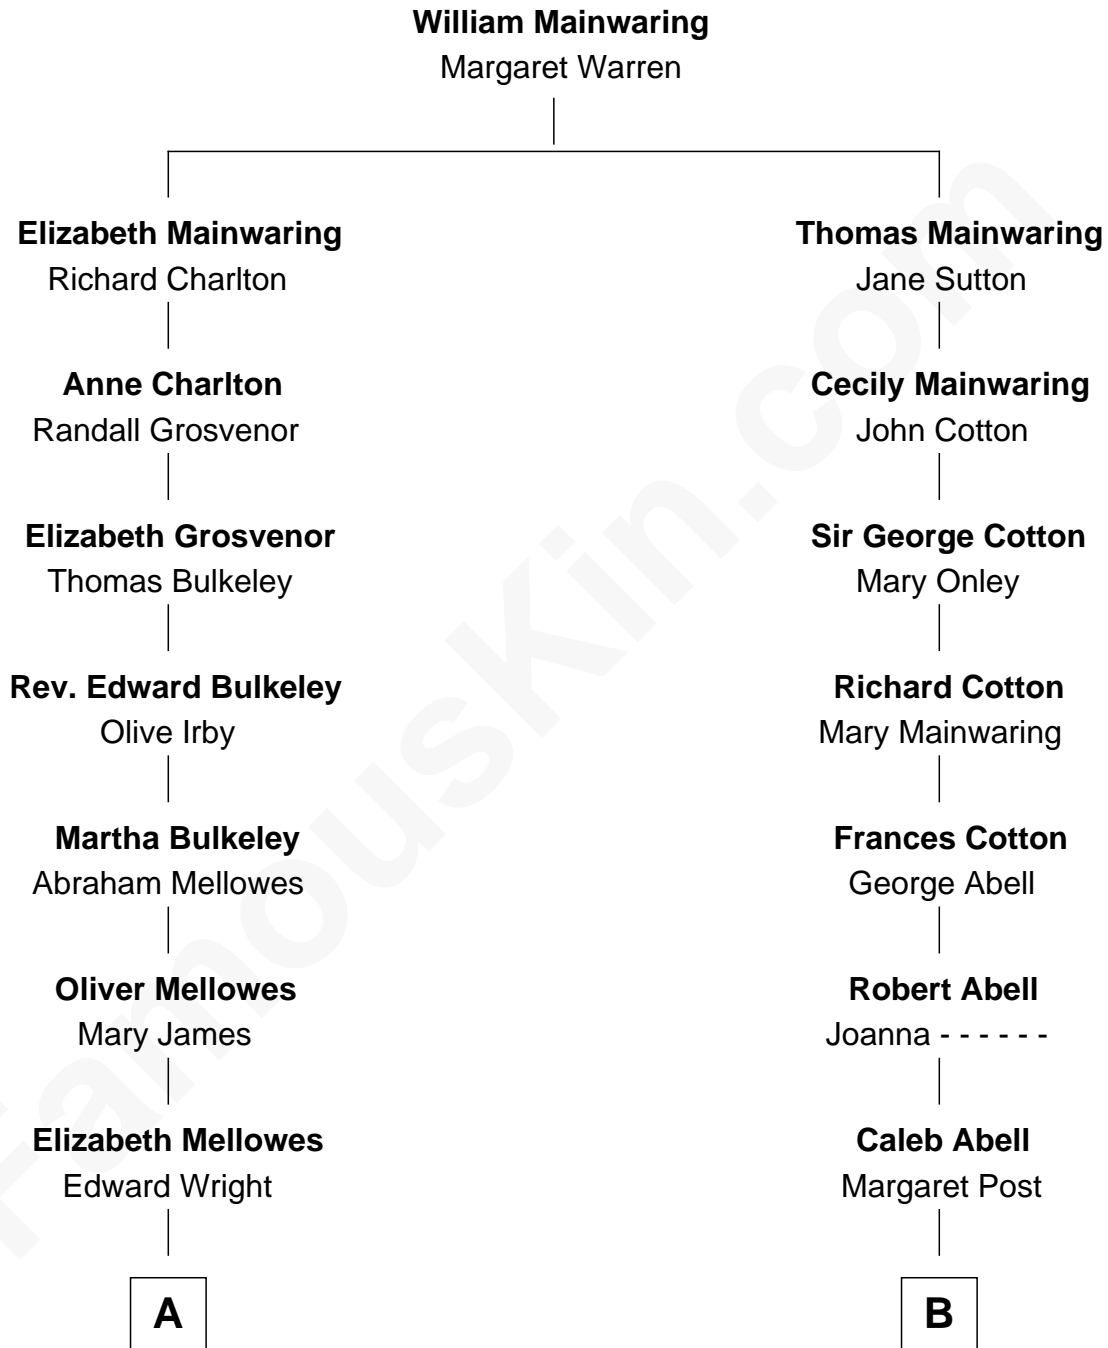 William Mainwaring
Margaret Warren
Elizabeth Mainwaring
Richard Charlton
Thomas Mainwaring
Jane Sutton
Anne Charlton
Randall Grosvenor
Cecily Mainwaring
John Cotton
Elizabeth Grosvenor
Thomas Bulkeley
Sir George Cotton
Mary Onley
Rev. Edward Bulkeley
Olive Irby
Richard Cotton
Mary Mainwaring
Martha Bulkeley
Abraham Mellowes
Frances Cotton
George Abell
Oliver Mellowes
Mary James
Robert Abell
Joanna - - - - - -
Elizabeth Mellowes
Edward Wright
Caleb Abell
Margaret Post
A
B
FamousKin.com